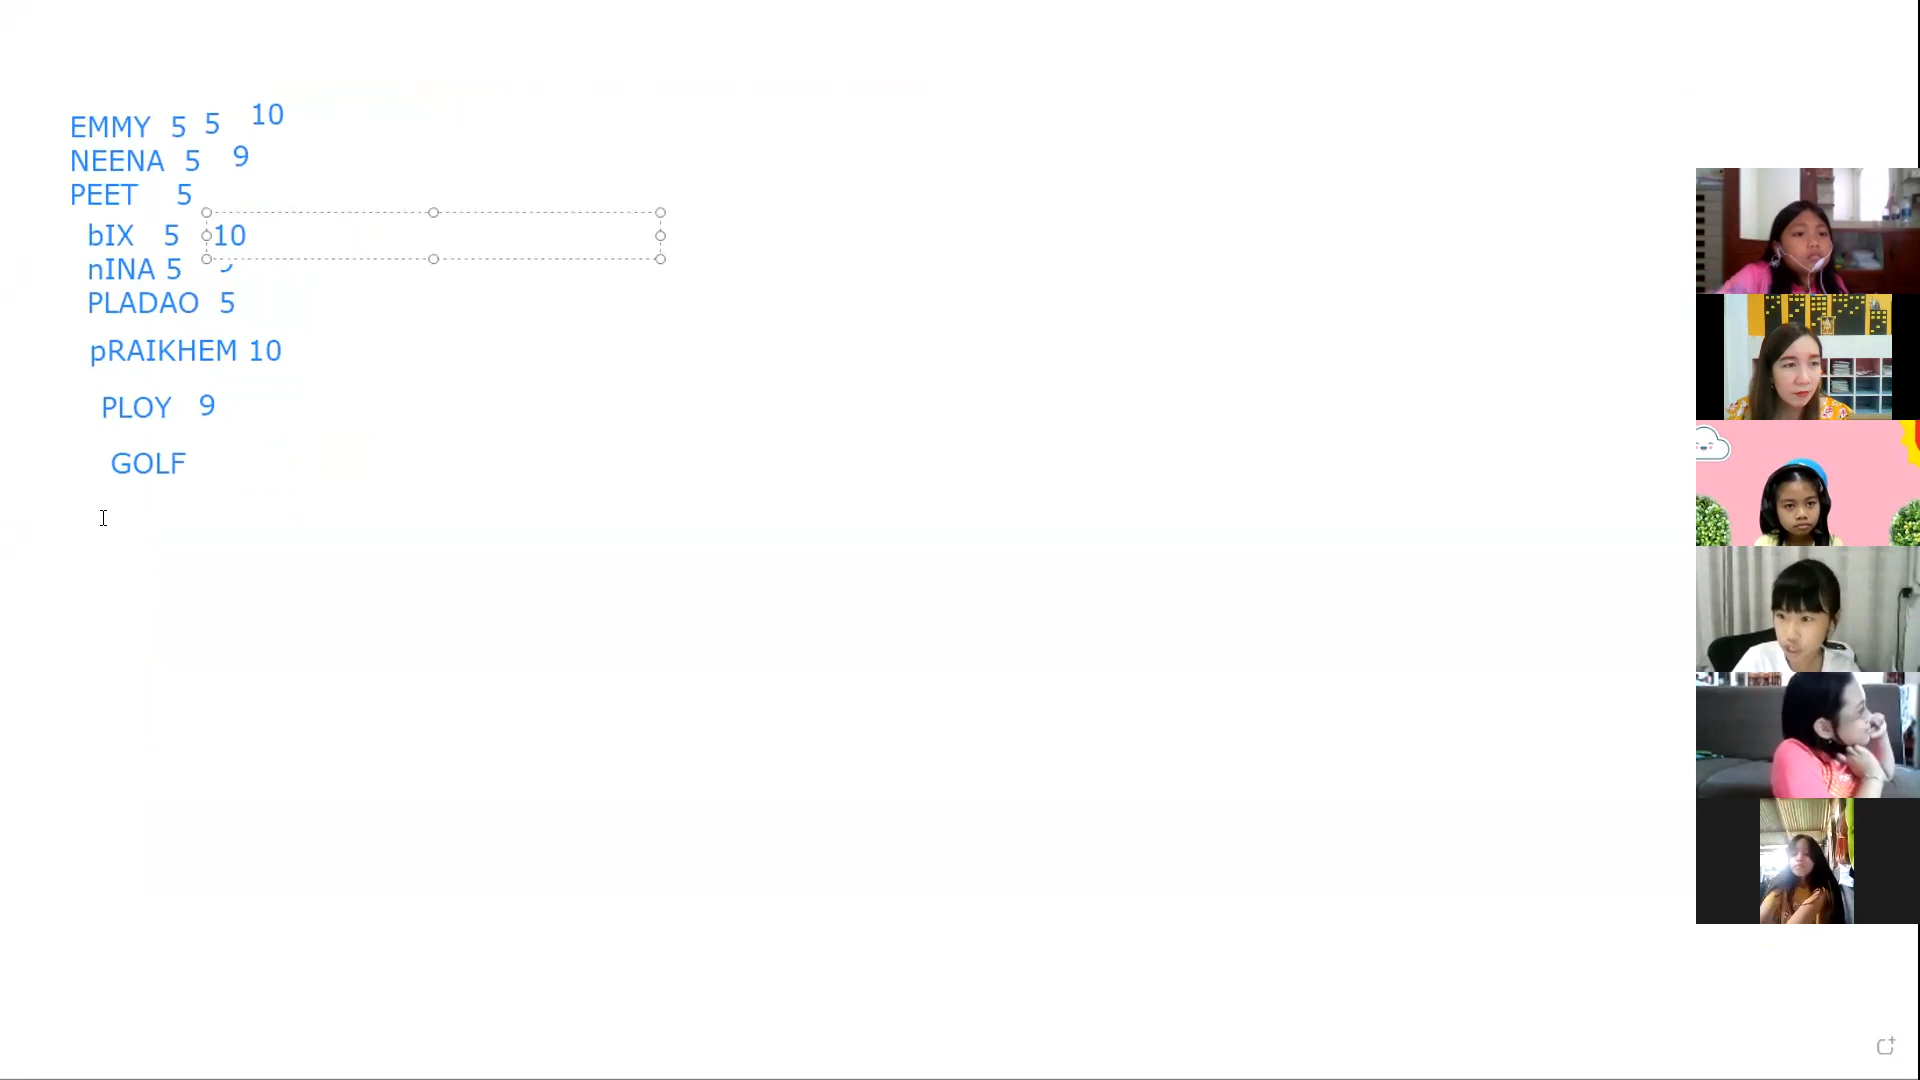 EMMY 5 5 10
NEENA 5 9
PEET 5
bIX 5 10
nINA 5
PLADAO 5
pRAIKHEM 10
PLOY 9
GOLF